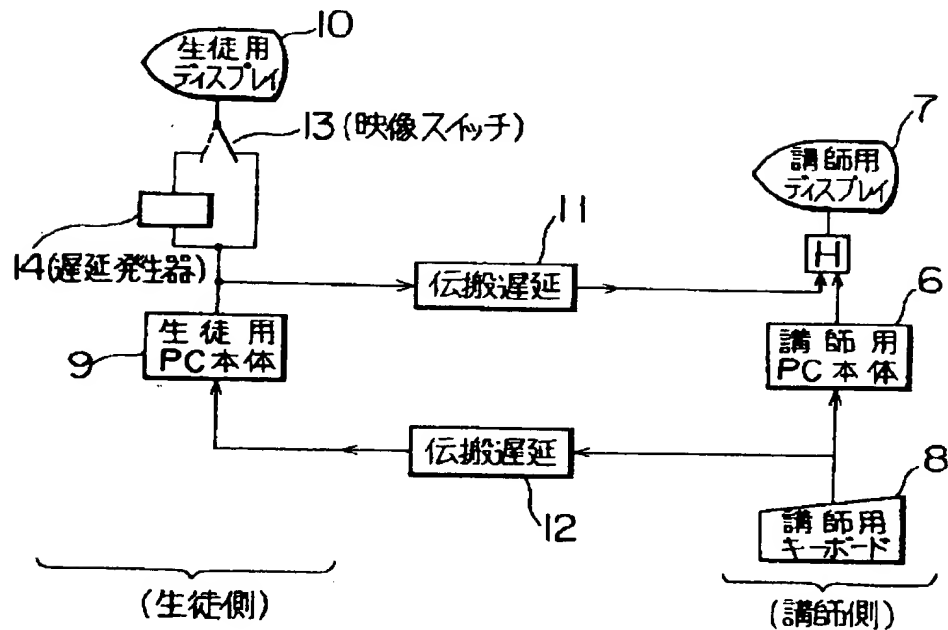 10
生徒用
ディスプレイ
13(映像スイッチ)
7
講師用
ディスプレイ
14(遅延発生器)
11
伝搬遅延
H
6
9
生徒用
PC本体
講師用
PC本体
伝搬遅延
12
8
講師用
キーボード
(生徒側)
(講師側)